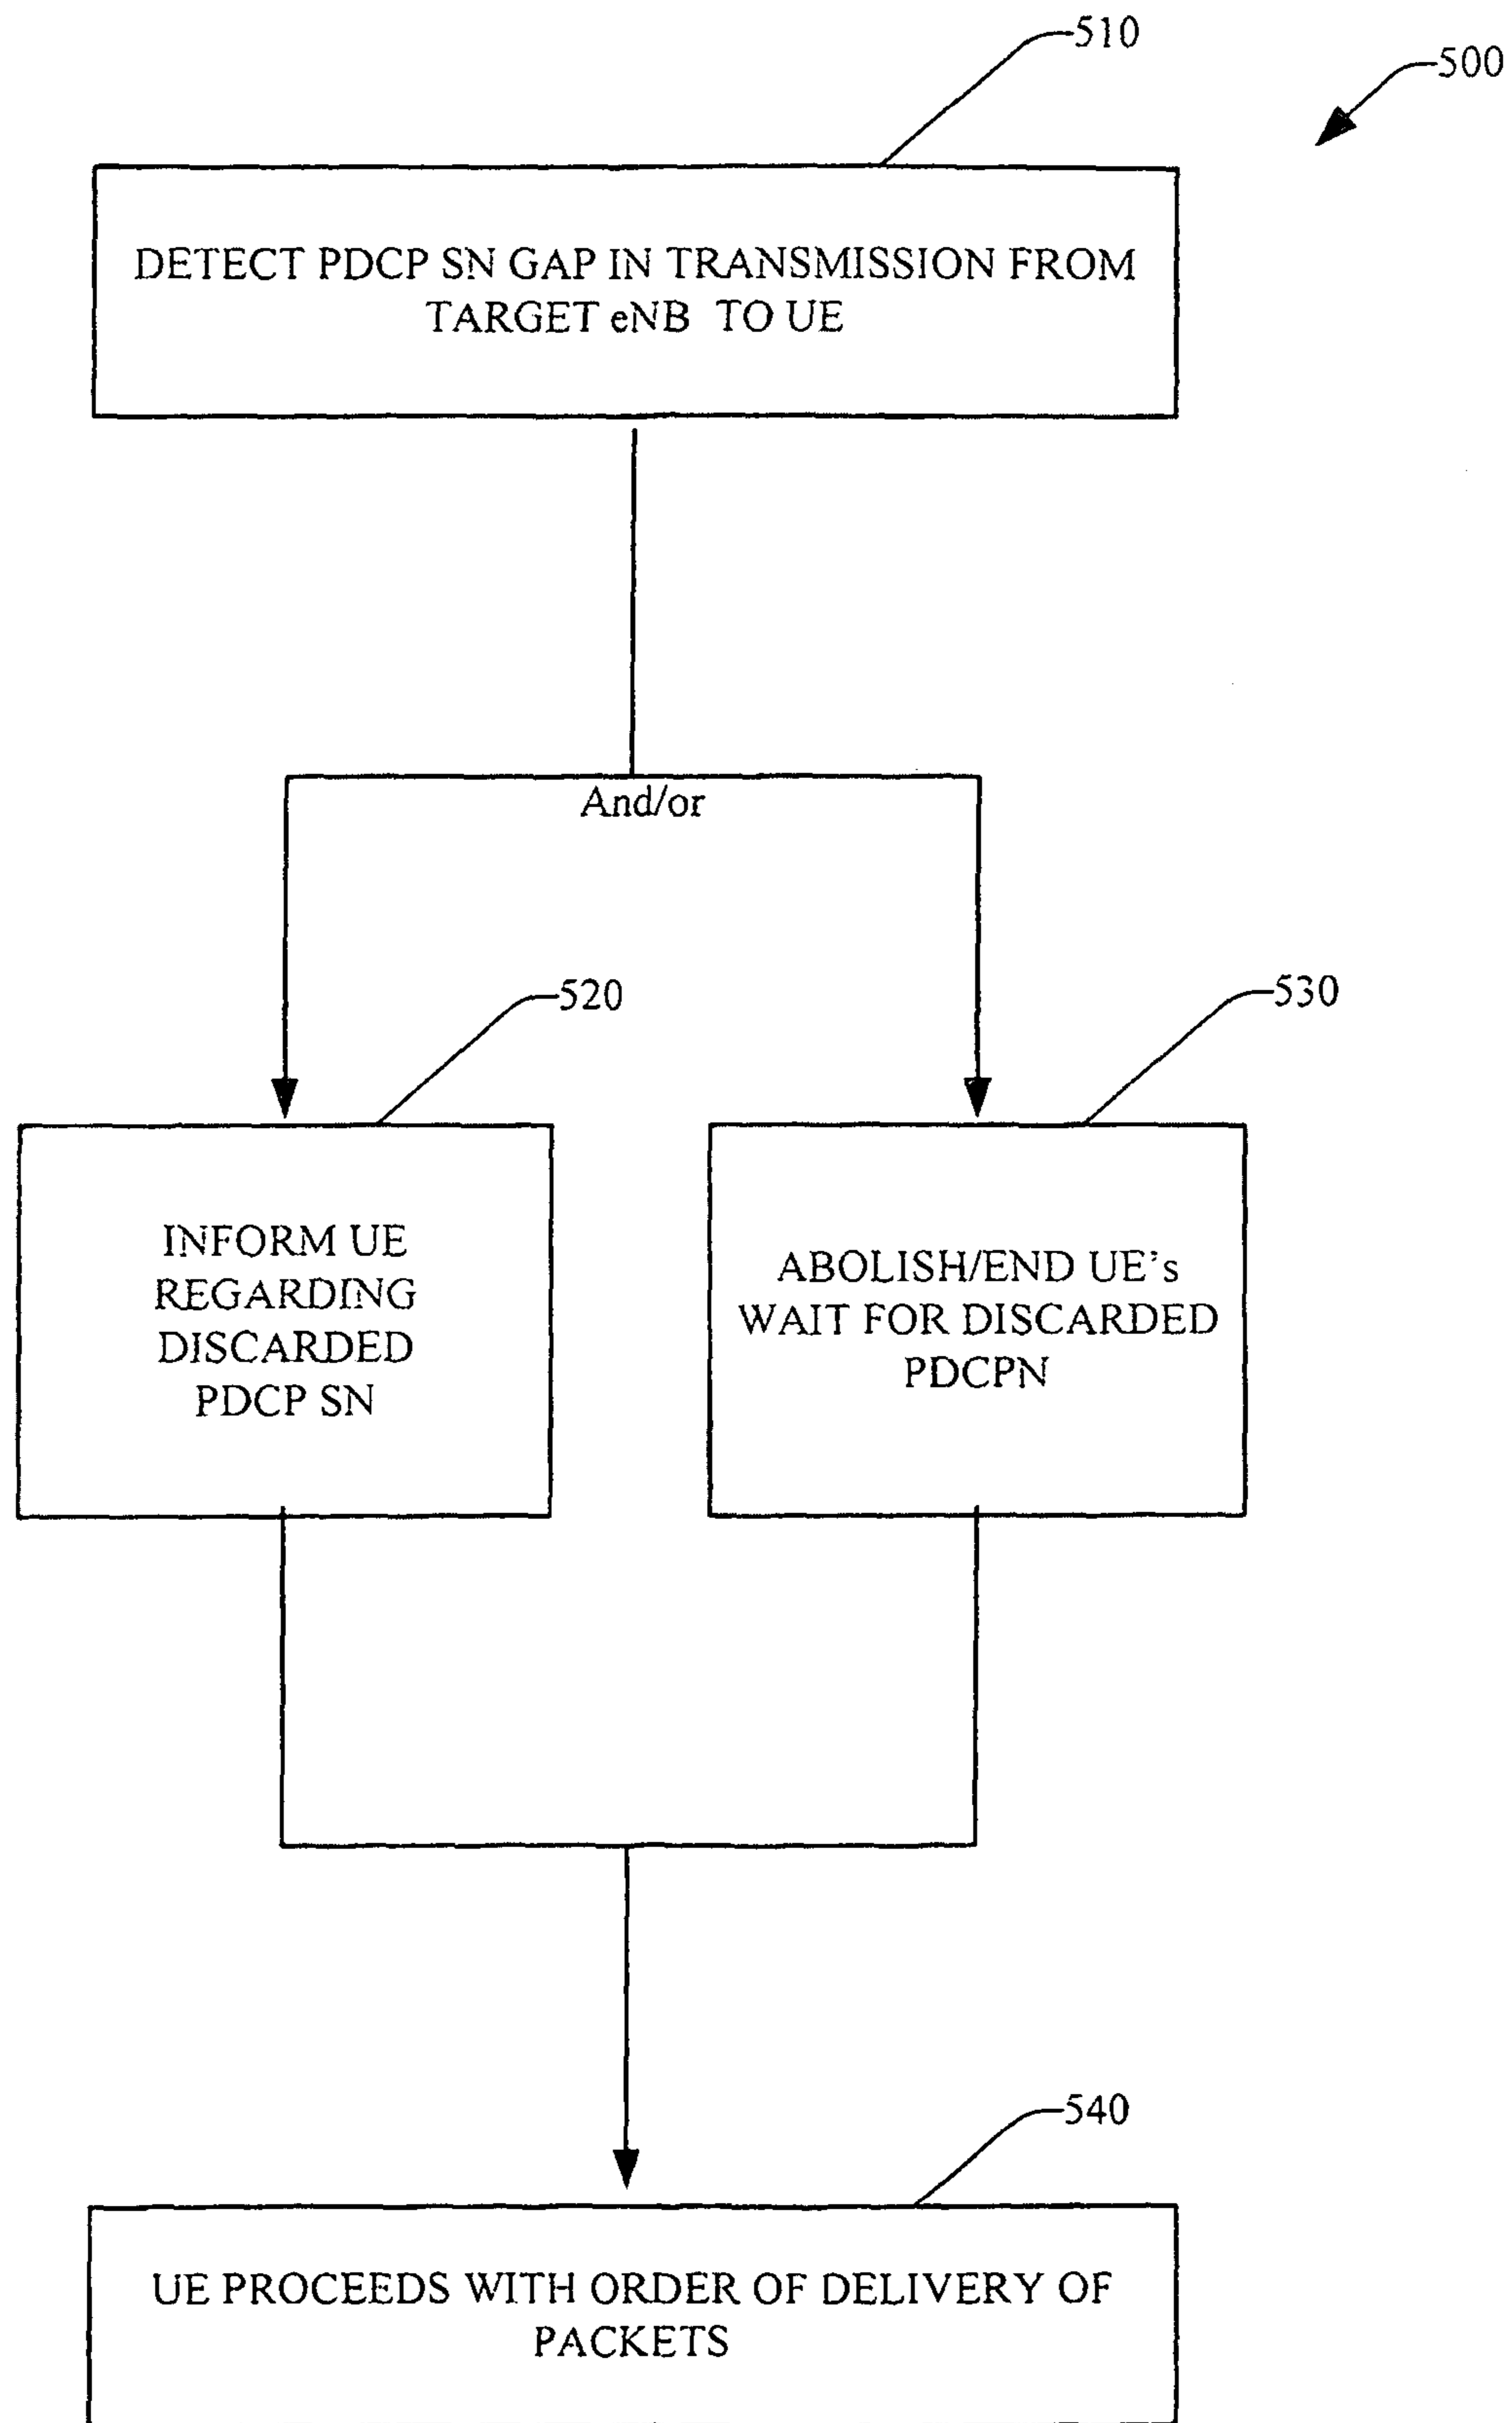 510
500
DETECT PDCP SN GAP IN TRANSMISSION FROM
TARGET eNB TO UE
And/or
520
530
INFORM UE
REGARDING
DISCARDED
PDCP SN
ABOLISH/END UE's
WAIT FOR DISCARDED
PDCPN
540
UE PROCEEDS WITH ORDER OF DELIVERY OF
PACKETS